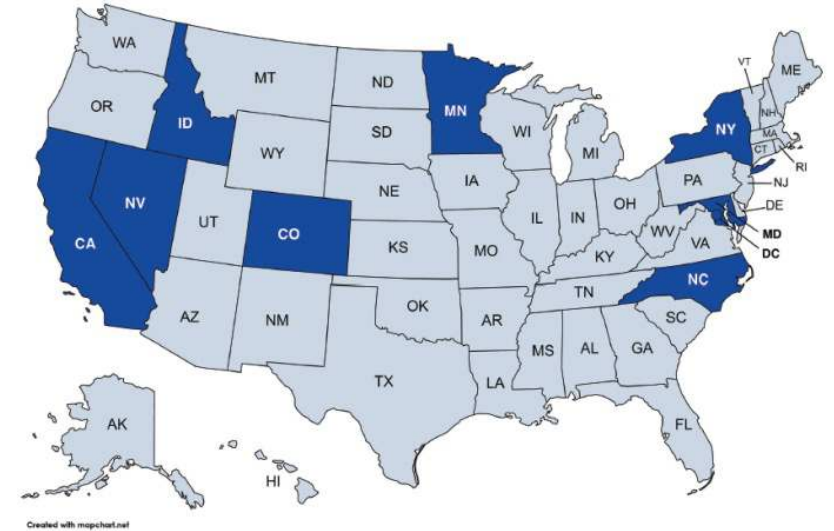 WA
MT
ND
MN
VT
ME
OR
ID
SD
WI
MI
NY
NH
MA
CT
RI
WY
NE
IA
PA
NJ
NV
UT
CO
IL
IN
OH
DE
MD
DC
CA
KS
MO
WV
VA
KY
NC
AZ
NM
OK
AR
TN
SC
TX
LA
MS
AL
GA
FL
AK
HI
Created with mapchart.net